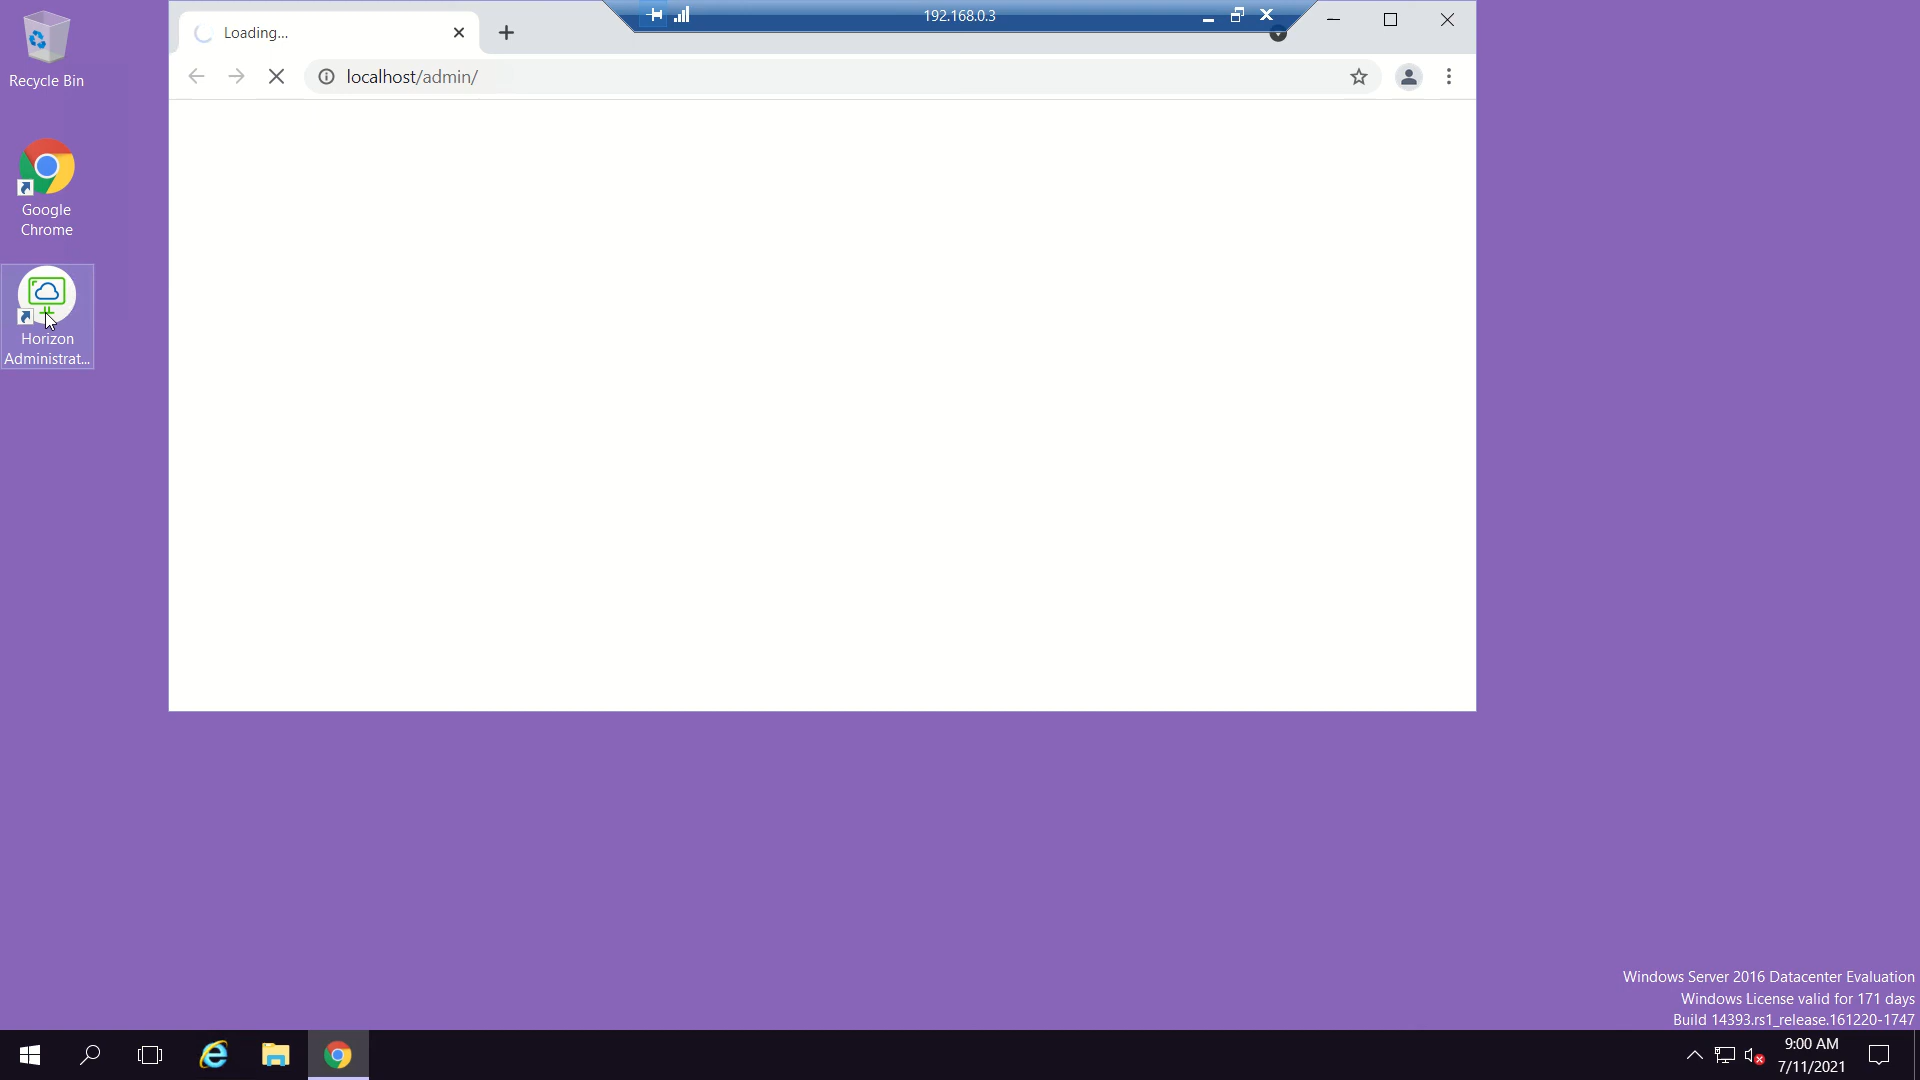 192.168.0.3
Loading...
localhost/admin/
Recycle Bin
Google
Chrome
Horizon
Administrat...
Windows Server 2016 Datacenter Evaluation
Windows License valid for 171 days
Build 14393.rs1_release.161220-1747
9:00 AM
7/11/2021